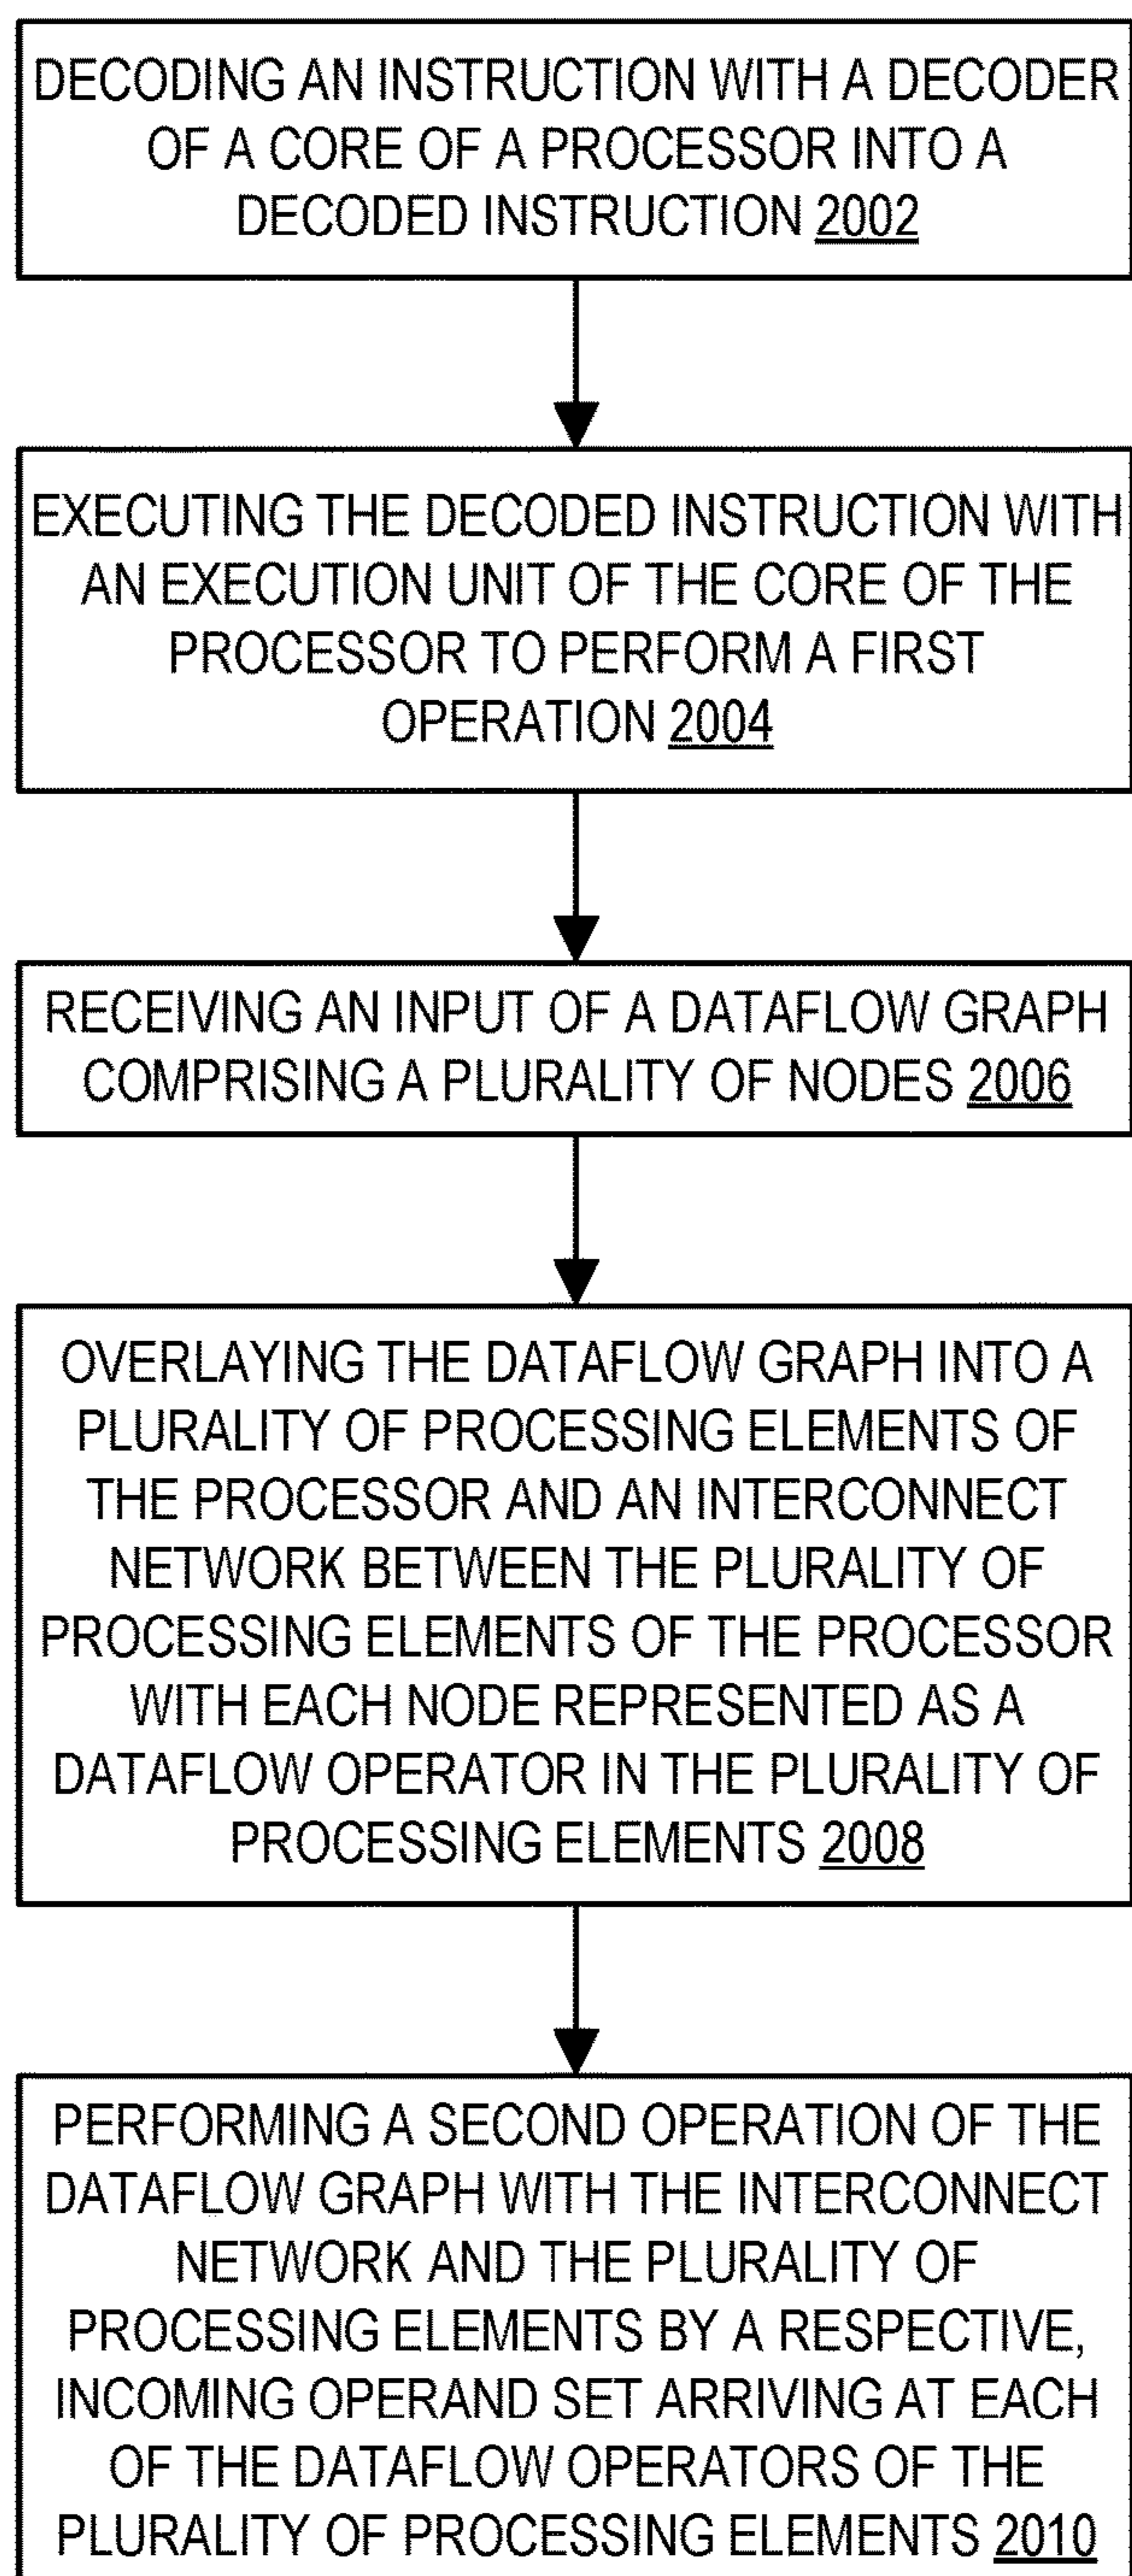 DECODING AN INSTRUCTION WITH A DECODER
OF A CORE OF A PROCESSOR INTO A
DECODED INSTRUCTION 2002
EXECUTING THE DECODED INSTRUCTION WITH
AN EXECUTION UNIT OF THE CORE OF THE
PROCESSOR TO PERFORM A FIRST
OPERATION 2004
RECEIVING AN INPUT OF A DATAFLOW GRAPH
COMPRISING A PLURALITY OF NODES 2006
OVERLAYING THE DATAFLOW GRAPH INTO A
PLURALITY OF PROCESSING ELEMENTS OF
THE PROCESSOR AND AN INTERCONNECT
NETWORK BETWEEN THE PLURALITY OF
PROCESSING ELEMENTS OF THE PROCESSOR
WITH EACH NODE REPRESENTED AS A
DATAFLOW OPERATOR IN THE PLURALITY OF
PROCESSING ELEMENTS 2008
PERFORMING A SECOND OPERATION OF THE
DATAFLOW GRAPH WITH THE INTERCONNECT
NETWORK AND THE PLURALITY OF
PROCESSING ELEMENTS BY A RESPECTIVE,
INCOMING OPERAND SET ARRIVING AT EACH
OF THE DATAFLOW OPERATORS OF THE
PLURALITY OF PROCESSING ELEMENTS 2010